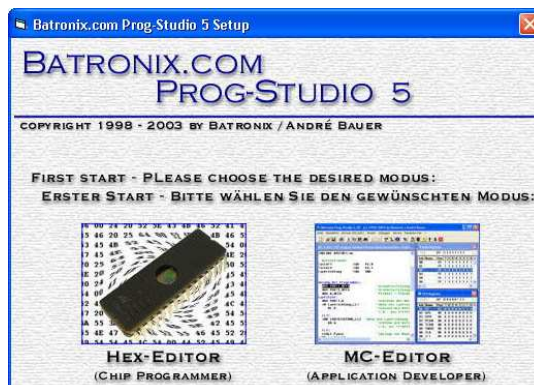 Batronix.com Prog-Studio 5 Setup
BATRONIX.COM
PROG-STUDIO 5
COPYRIGHT 1998 - 2003 BY BATRONIX / ANDRÉ BAUER
FIRST START - PLEASE CHOOSE THE DESIRED MODUS:
ERSTER START - BITTE WÄHLEN SIE DEN GEWÜNSCHTEN MODUS:
HEX-EDITOR
MC-EDITOR
(CHIP PROGRAMMER)
(APPLICATION DEVELOPER)